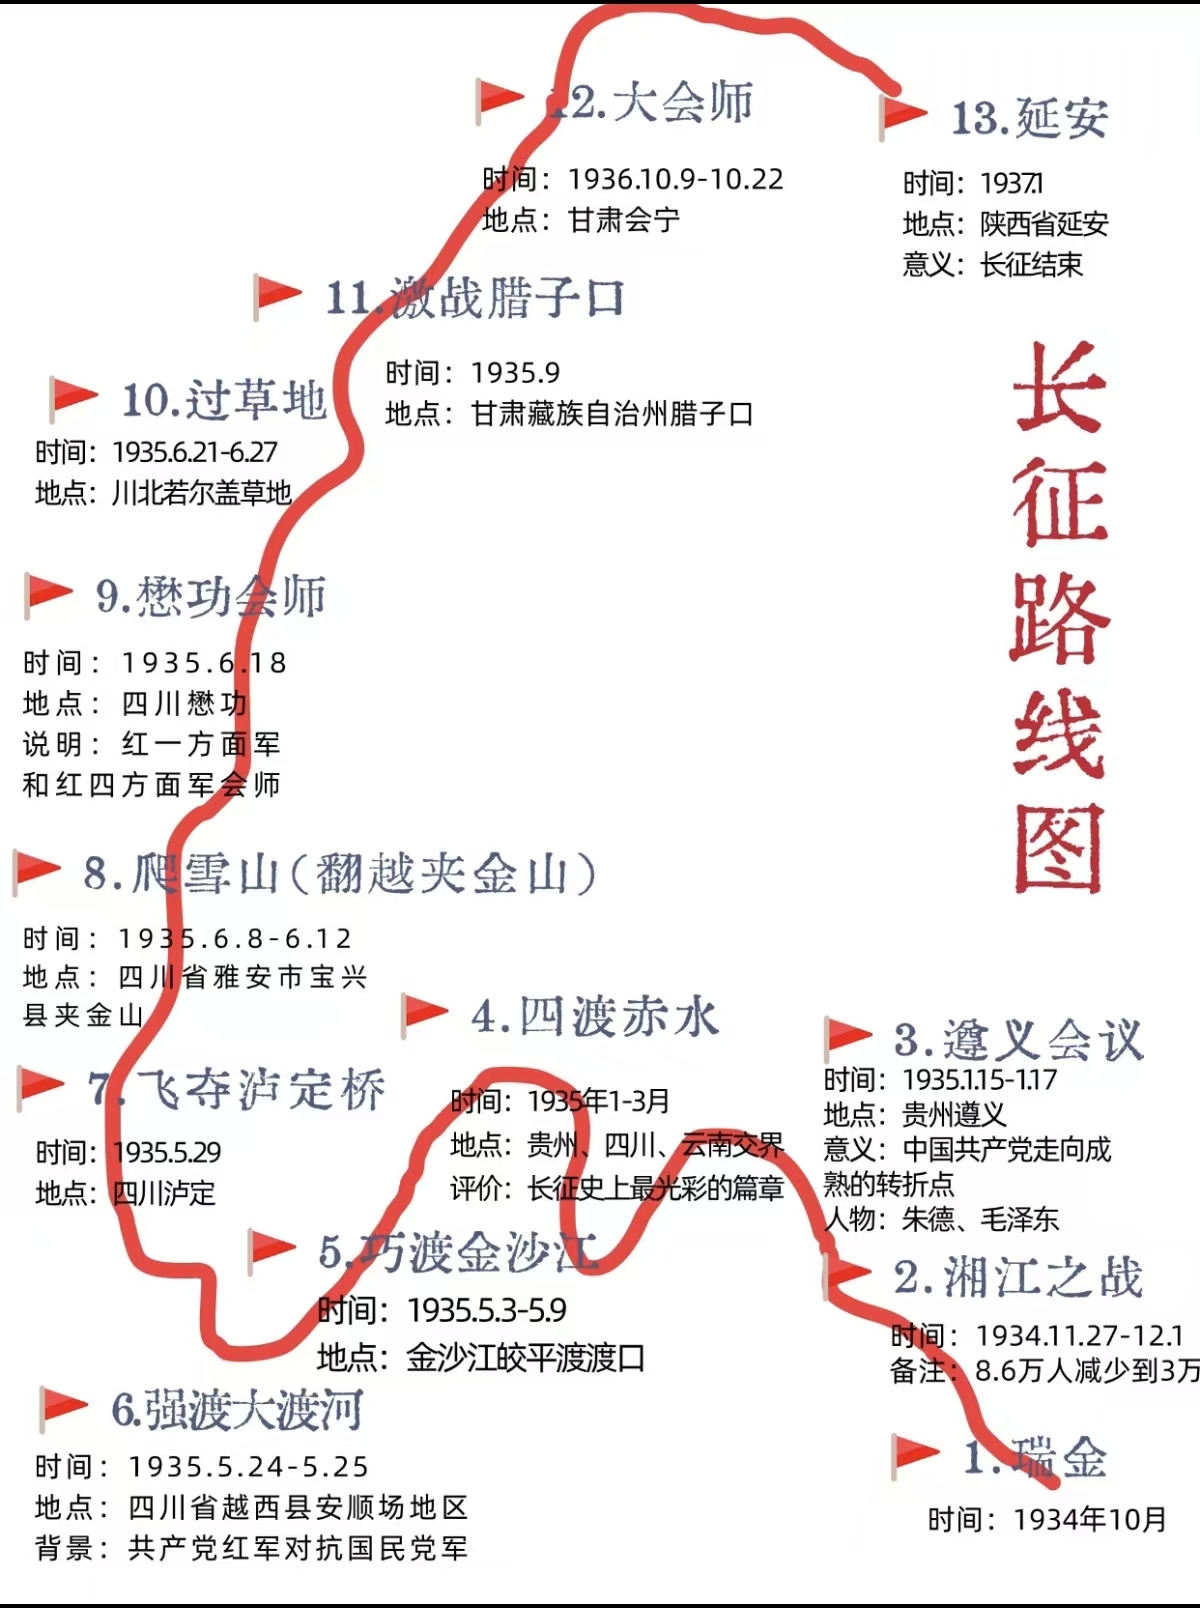 12.大会师
时间：1936.10.9-10.22
地点：甘肃会宁
13.延安
时间：1937.1
地点：陕西省延安
意义：长征结束
11.激战腊子口
时间：1935.9
地点：甘肃藏族自治州腊子口
10.过草地
时间：1935.6.21-6.27
地点：川北若尔盖草地
长征路线图
9.懋功会师
时间：1935.6.18
地点：四川懋功
说明：红一方面军
和红四方面军会师
8.爬雪山(翻越夹金山)
时间：1935.6.8-6.12
地点：四川省雅安市宝兴
县夹金山
4.四渡赤水
时间：1935年1-3月
地点：贵州、四川、云南交界
评价：长征史上最光彩的篇章
3.遵义会议
时间：1935.1.15-1.17
地点：贵州遵义
意义：中国共产党走向成
熟的转折点
人物：朱德、毛泽东
7.飞夺泸定桥
时间：1935.5.29
地点：四川泸定
5.巧渡金沙江
时间：1935.5.3-5.9
地点：金沙江皎平渡渡口
2.湘江之战
时间：1934.11.27-12.1
备注：8.6万人减少到3万
6.强渡大渡河
时间：1935.5.24-5.25
地点：四川省越西县安顺场地区
背景：共产党红军对抗国民党军
1.瑞金
时间：1934年10月